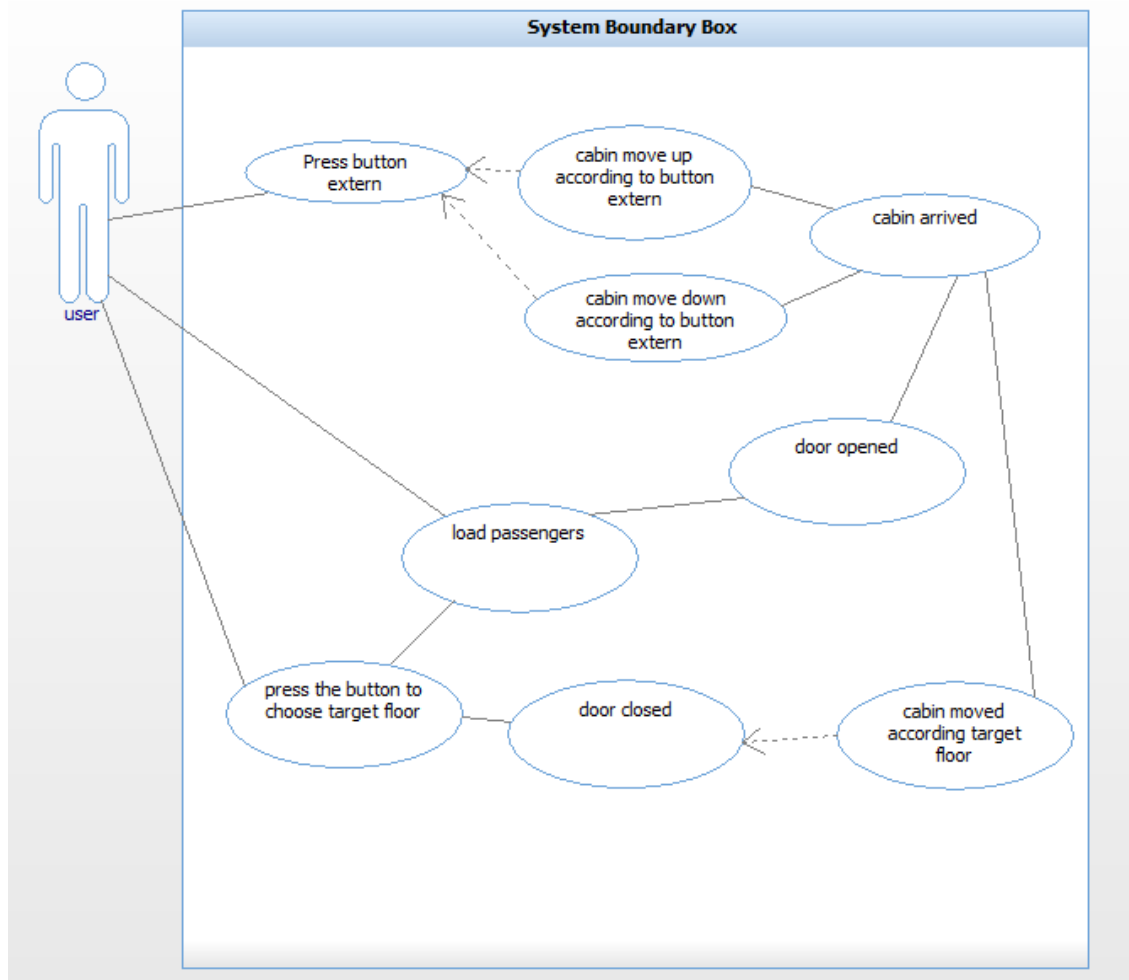 System Boundary Box
user
Press button
extern
cabin move up
according to button
extern
cabin arrived
cabin move down
according to button
extern
door opened
load passengers
press the button to
choose target floor
door closed
cabin moved
according target
floor